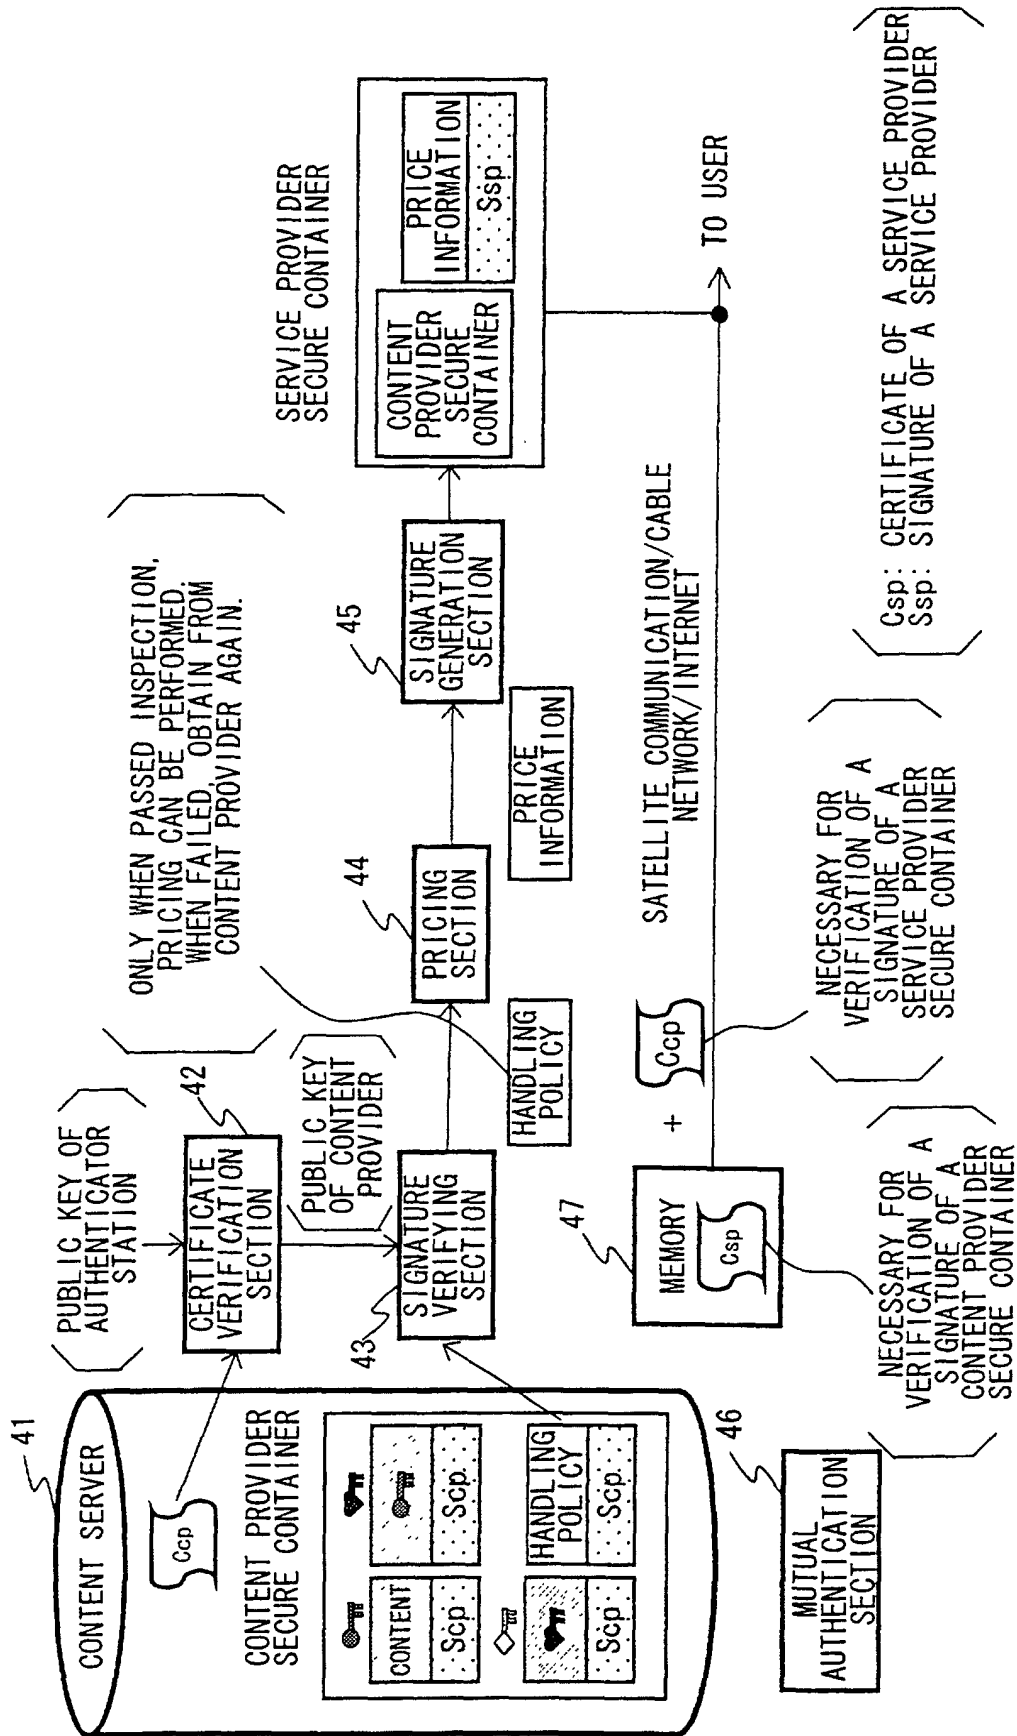 41
CONTENT SERVER
Ccp
CONTENT PROVIDER
SECURE CONTAINER
CONTENT
Scp
Scp
Scp
HANDLING
POLICY
Scp
PUBLIC KEY OF
AUTHENTICATOR
STATION
42
CERTIFICATE
VERIFICATION
SECTION
PUBLIC KEY
OF CONTENT
PROVIDER
43
SIGNATURE
VERIFYING
SECTION
ONLY WHEN PASSED INSPECTION,
PRICING CAN BE PERFORMED.
WHEN FAILED, OBTAIN FROM
CONTENT PROVIDER AGAIN.
HANDLING
POLICY
44
PRICING
SECTION
PRICE
INFORMATION
45
SIGNATURE
GENERATION
SECTION
SERVICE PROVIDER
SECURE CONTAINER
CONTENT
PROVIDER
SECURE
CONTAINER
PRICE
INFORMATION
Ssp
46
MUTUAL
AUTHENTICATION
SECTION
47
MEMORY
Csp
+
Ccp
SATELLITE COMMUNICATION/CABLE
NETWORK/INTERNET
TO USER
NECESSARY FOR
VERIFICATION OF A
SIGNATURE OF A
CONTENT PROVIDER
SECURE CONTAINER
NECESSARY FOR
VERIFICATION OF A
SIGNATURE OF A
SERVICE PROVIDER
SECURE CONTAINER
Csp: CERTIFICATE OF A SERVICE PROVIDER
Ssp: SIGNATURE OF A SERVICE PROVIDER